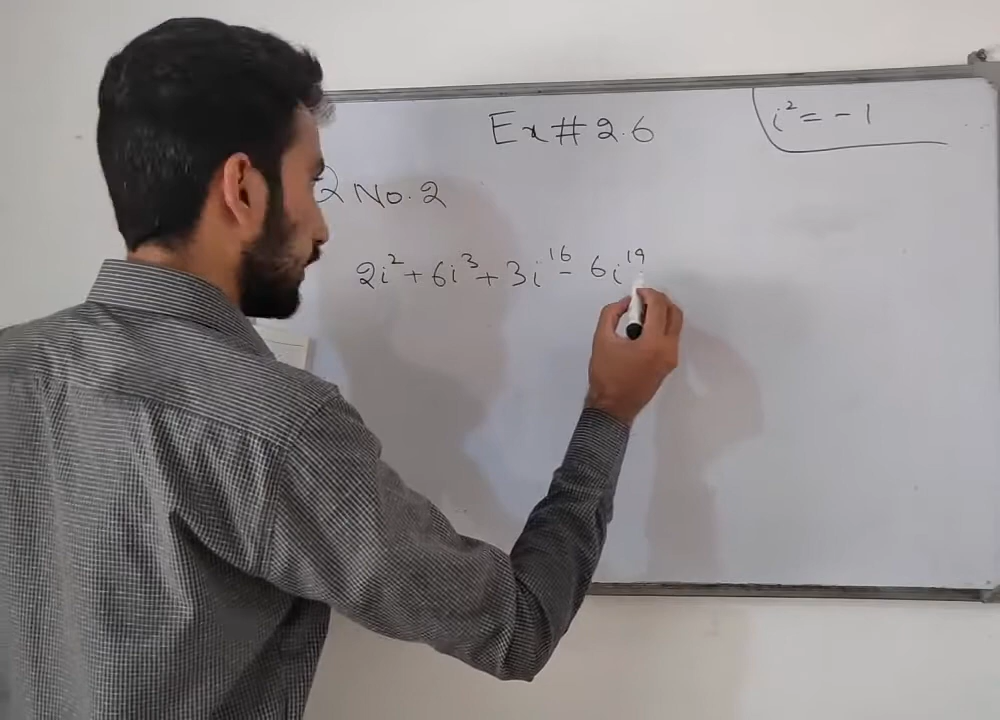 Ex # 2.6
i² = -1
Q No. 2
2i² + 6i³ + 3i¹⁶ - 6i¹⁹